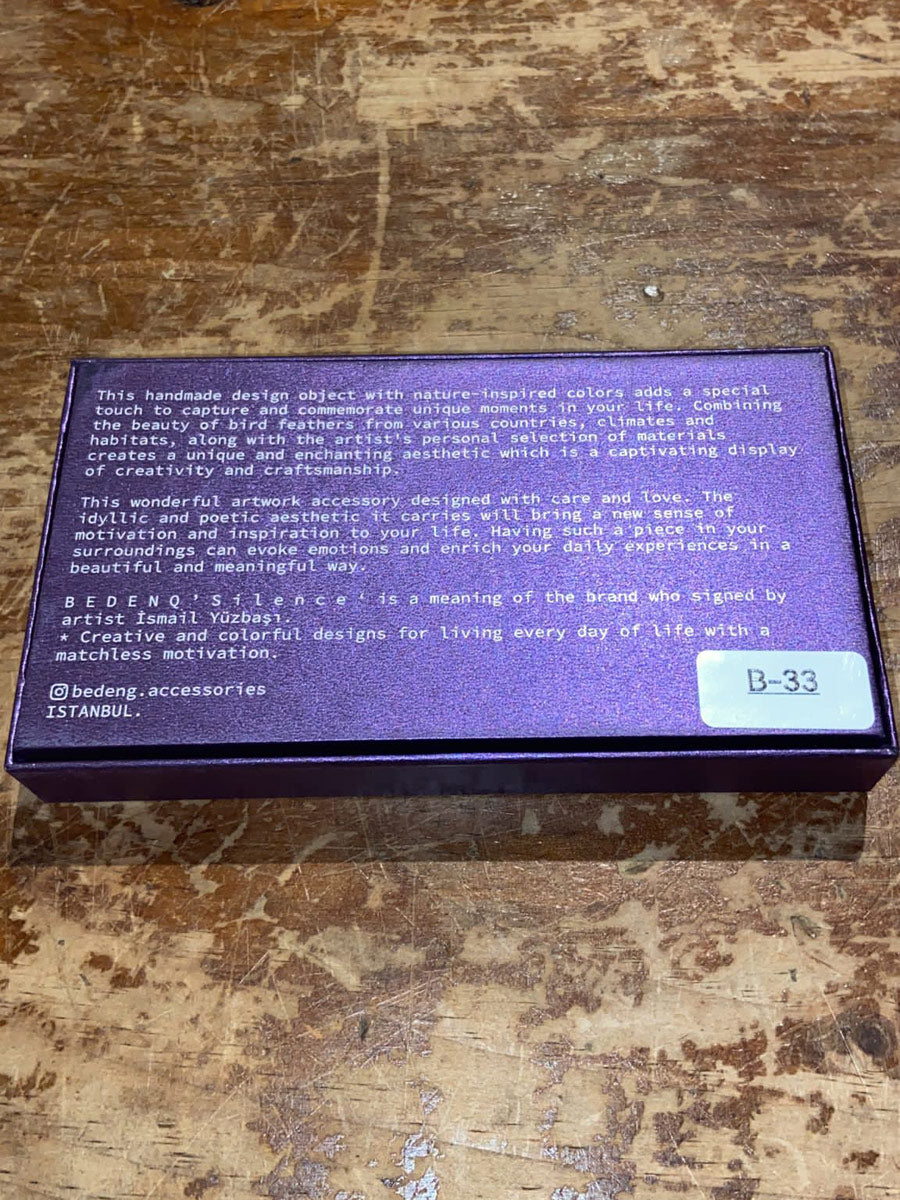 This handmade design object with nature-inspired colors adds a special
touch to capture and commemorate unique moments in your life. Combining
the beauty of bird feathers from various countries, climates and
habitats, along with the artist's personal selection of materials
creates a unique and enchanting aesthetic which is a captivating display
of creativity and craftsmanship.
This wonderful artwork accessory designed with care and love. The
idyllic and poetic aesthetic it carries will bring a new sense of
motivation and inspiration to your life. Having such a piece in your
surroundings can evoke emotions and enrich your daily experiences in a
beautiful and meaningful way.
B E D E N Q ’ S i l e n c e ‘ is a meaning of the brand who signed by
artist İsmail Yüzbaşı.
* Creative and colorful designs for living every day of life with a
matchless motivation.
bedenq.accessories
ISTANBUL.
B-33